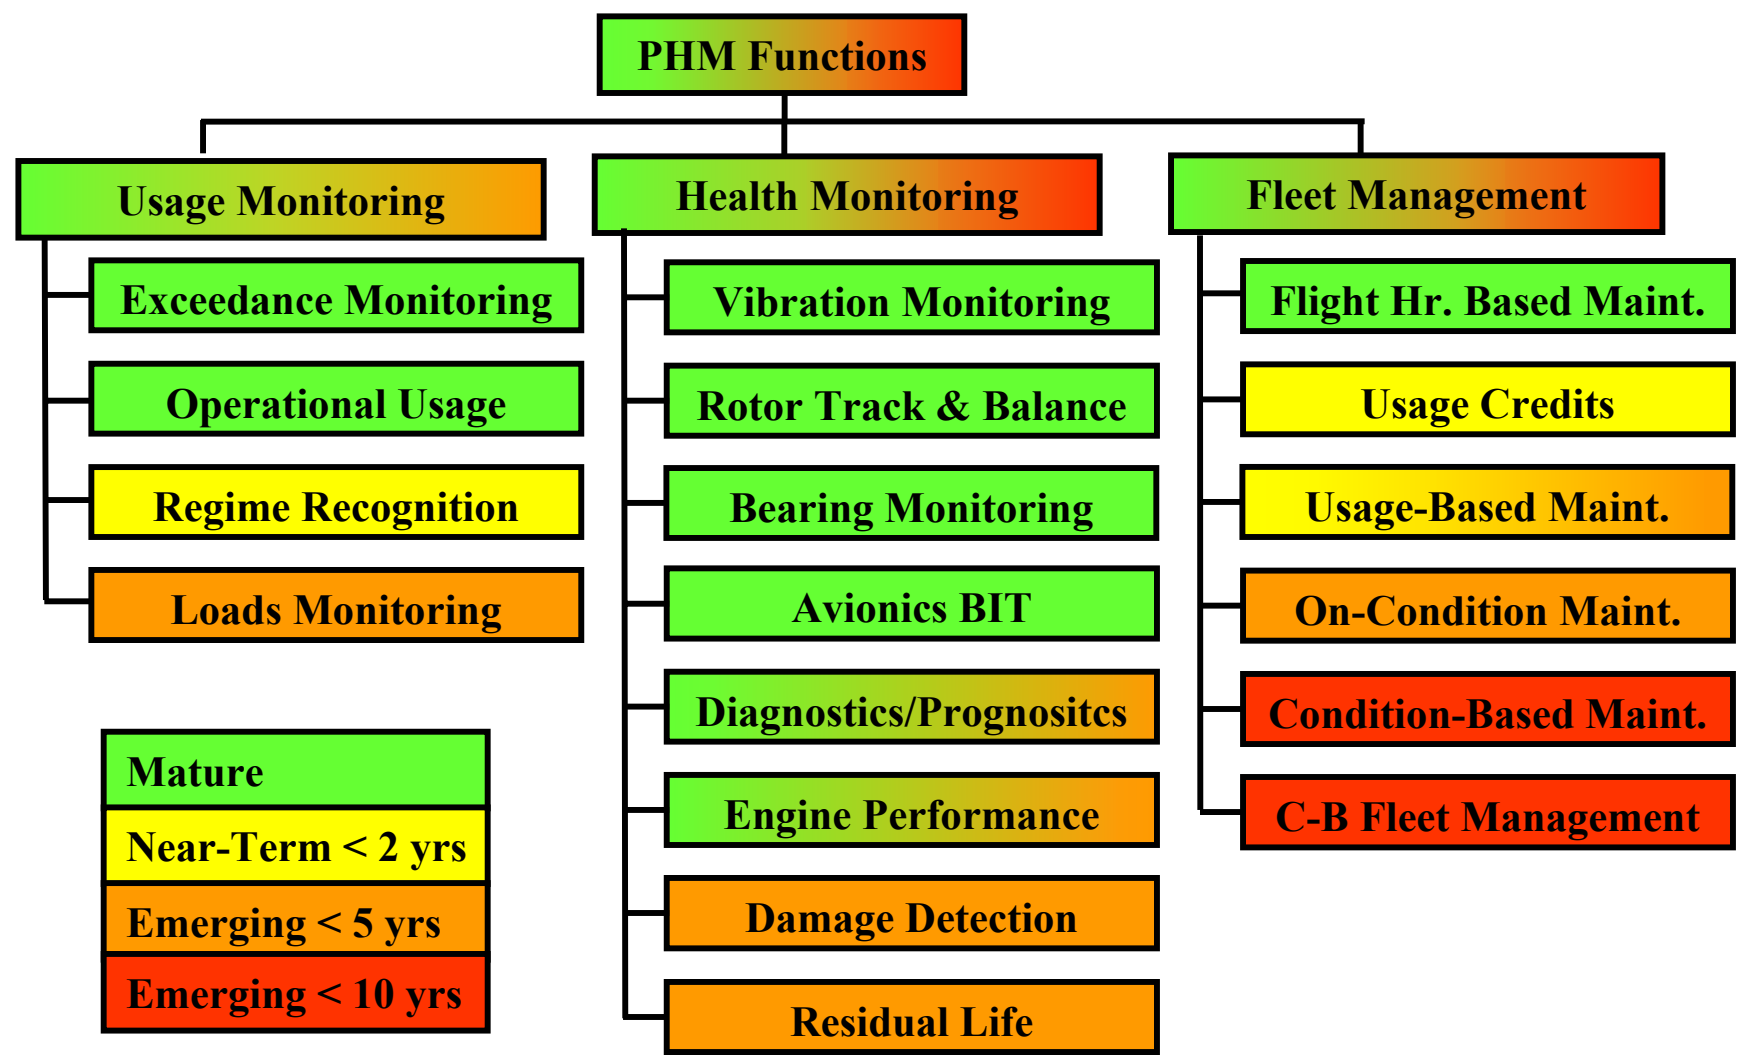 PHM Functions
Usage Monitoring
Exceedance Monitoring
Operational Usage
Regime Recognition
Loads Monitoring
Health Monitoring
Vibration Monitoring
Rotor Track & Balance
Bearing Monitoring
Avionics BIT
Diagnostics/Prognositcs
Engine Performance
Damage Detection
Residual Life
Fleet Management
Flight Hr. Based Maint.
Usage Credits
Usage-Based Maint.
On-Condition Maint.
Condition-Based Maint.
C-B Fleet Management
Mature
Near-Term < 2 yrs
Emerging < 5 yrs
Emerging < 10 yrs